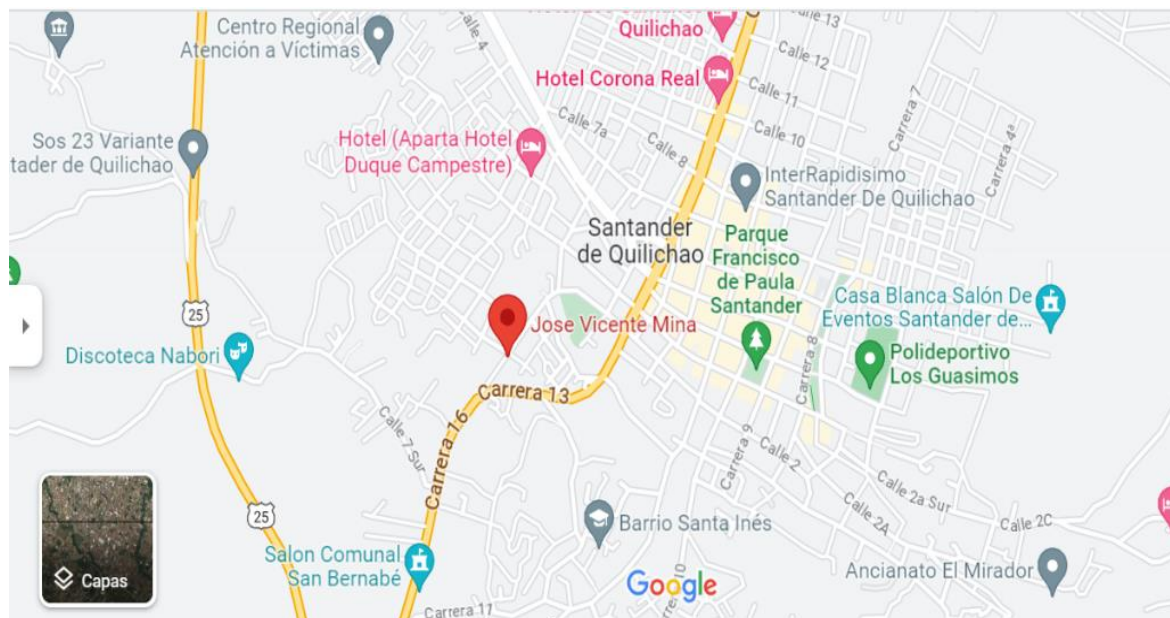 Quilichao
Calle 13
Centro Regional
Atención a Víctimas
Calle 4
Calle 12
Hotel Corona Real
Calle 11
Carrera 7
Sos 23 Variante
tader de Quilichao
Hotel (Aparta Hotel
Duque Campestre)
Calle 7a
Calle 10
Calle 8
Carrera 4ª
InterRapidisimo
Santander De Quilichao
Santander
de Quilichao
Parque
Francisco
de Paula
Santander
Casa Blanca Salón De
Eventos Santander de...
25
Jose Vicente Mina
Carrera 8
Discoteca Nabori
Polideportivo
Los Guasimos
Carrera 13
Carrera 16
Calle 7 Sur
Carrera 9
Calle 2
Calle 2a Sur
25
Calle 2A
Calle 2C
Barrio Santa Inés
Salon Comunal
San Bernabé
Capas
Google
Ancianato El Mirador
Carrera 11